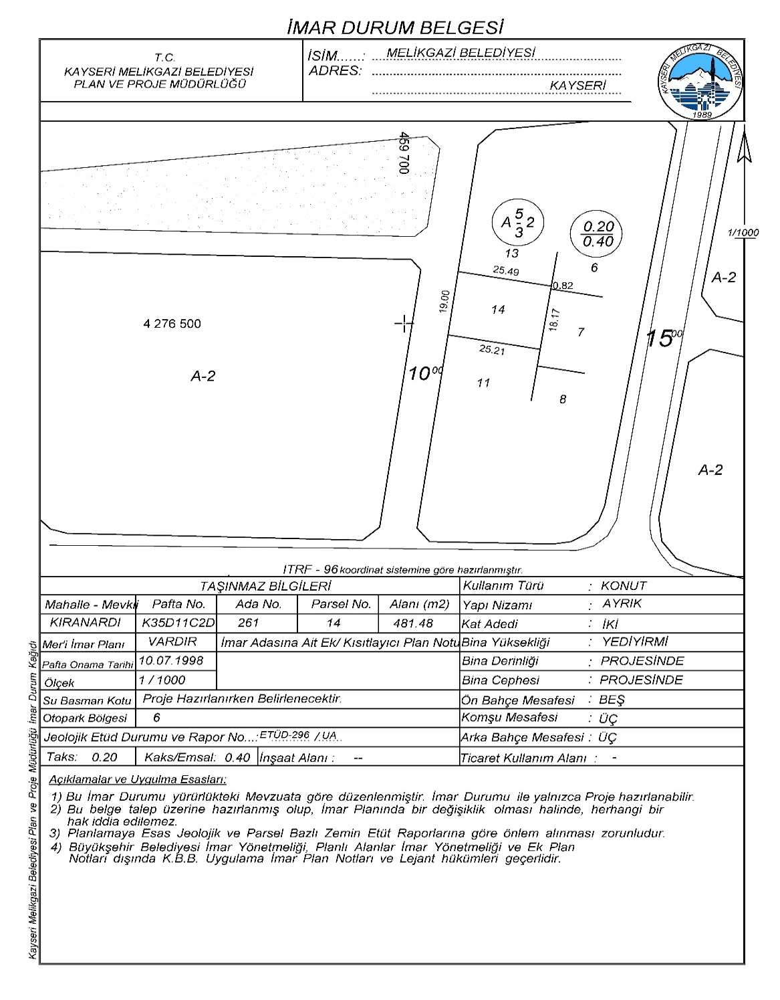 İMAR DURUM BELGESİ
T.C.
KAYSERİ MELİKGAZİ BELEDİYESİ
PLAN VE PROJE MÜDÜRLÜĞÜ
İSİM......: MELİKGAZİ BELEDİYESİ
ADRES:
KAYSERİ
KAYSERİ MELİKGAZİ BELEDİYESİ
1989
459 700
A 5 - 3 2
0.20
0.40
1/1000
13
6
25.49
0.82
A-2
19.00
14
18.17
7
4 276 500
25.21
15 00
10 00
A-2
11
8
A-2
ITRF - 96 koordinat sistemine göre hazırlanmıştır.
TAŞINMAZ BİLGİLERİ
Mahalle - Mevkii Pafta No. Ada No. Parsel No. Alanı (m2)
KIRANARDI K35D11C2D 261 14 481.48
Mer'i İmar Planı VARDIR İmar Adasına Ait Ek/ Kısıtlayıcı Plan Notu
Pafta Onama Tarihi 10.07.1998
Ölçek 1 / 1000
Su Basman Kotu Proje Hazırlanırken Belirlenecektir.
Otopark Bölgesi 6
Jeolojik Etüd Durumu ve Rapor No...: ETÜD-296 / UA
Taks: 0.20 Kaks/Emsal: 0.40 İnşaat Alanı : --
Kullanım Türü : KONUT
Yapı Nizamı : AYRIK
Kat Adedi : İKİ
Bina Yüksekliği : YEDİYİRMİ
Bina Derinliği : PROJESİNDE
Bina Cephesi : PROJESİNDE
Ön Bahçe Mesafesi : BEŞ
Komşu Mesafesi : ÜÇ
Arka Bahçe Mesafesi : ÜÇ
Ticaret Kullanım Alanı : -
Açıklamalar ve Uygulma Esasları:
1) Bu İmar Durumu yürürlükteki Mevzuata göre düzenlenmiştir. İmar Durumu ile yalnızca Proje hazırlanabilir.
2) Bu belge talep üzerine hazırlanmış olup, İmar Planında bir değişiklik olması halinde, herhangi bir
hak iddia edilemez.
3) Planlamaya Esas Jeolojik ve Parsel Bazlı Zemin Etüt Raporlarına göre önlem alınması zorunludur.
4) Büyükşehir Belediyesi İmar Yönetmeliği, Planlı Alanlar İmar Yönetmeliği ve Ek Plan
Notları dışında K.B.B. Uygulama İmar Plan Notları ve Lejant hükümleri geçerlidir.
Kayseri Melikgazi Belediyesi Plan ve Proje Müdürlüğü İmar Durum Kağıdı